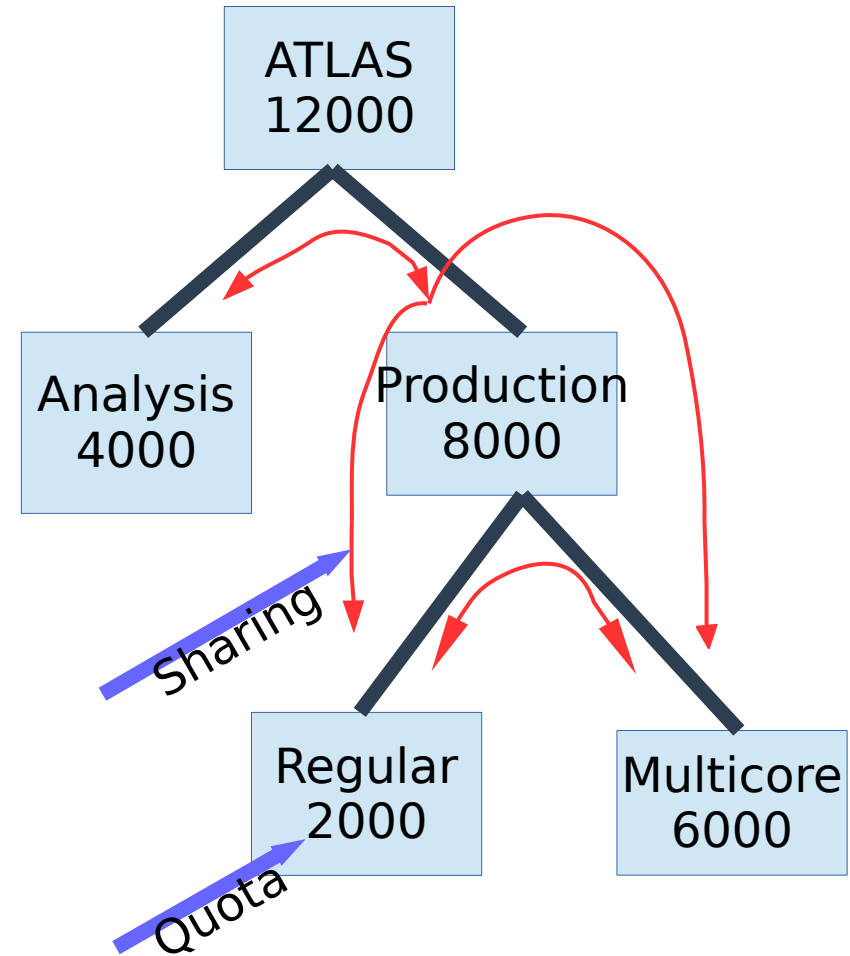 ATLAS
12000
Analysis
4000
Production
8000
Sharing
Regular
2000
Multicore
6000
Quota